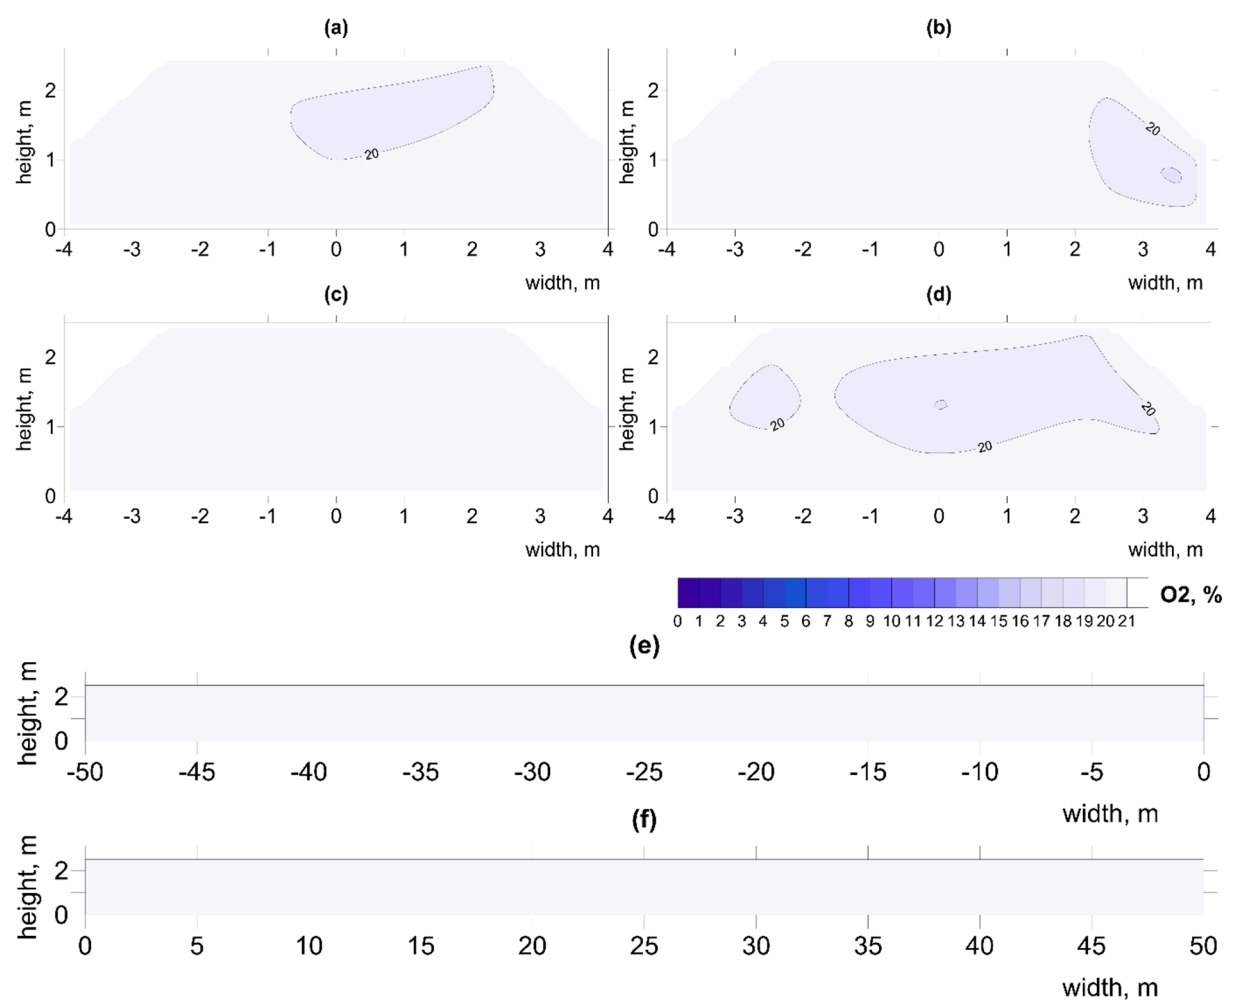 (a)
(b)
height, m
2
1
0
20
-4 -3 -2 -1 0 1 2 3 4
width, m
height, m
2
1
0
20
-4 -3 -2 -1 0 1 2 3 4
width, m
(c)
(d)
height, m
2
1
0
-4 -3 -2 -1 0 1 2 3 4
width, m
height, m
2
1
0
20
20
20
-4 -3 -2 -1 0 1 2 3 4
width, m
O2, %
0 1 2 3 4 5 6 7 8 9 10 11 12 13 14 15 16 17 18 19 20 21
(e)
height, m
2
0
-50 -45 -40 -35 -30 -25 -20 -15 -10 -5 0
width, m
(f)
height, m
2
0
0 5 10 15 20 25 30 35 40 45 50
width, m